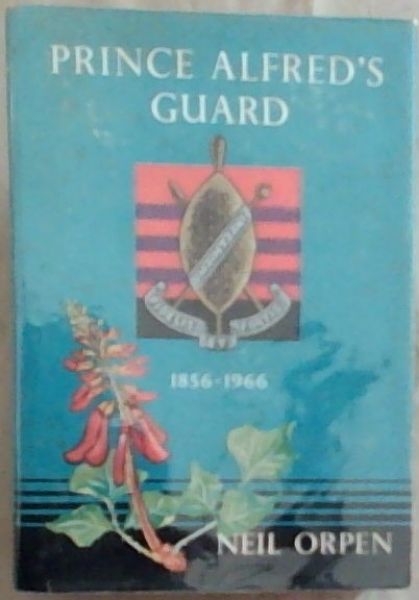 PRINCE ALFRED'S
GUARD
1856-1966
NEIL ORPEN